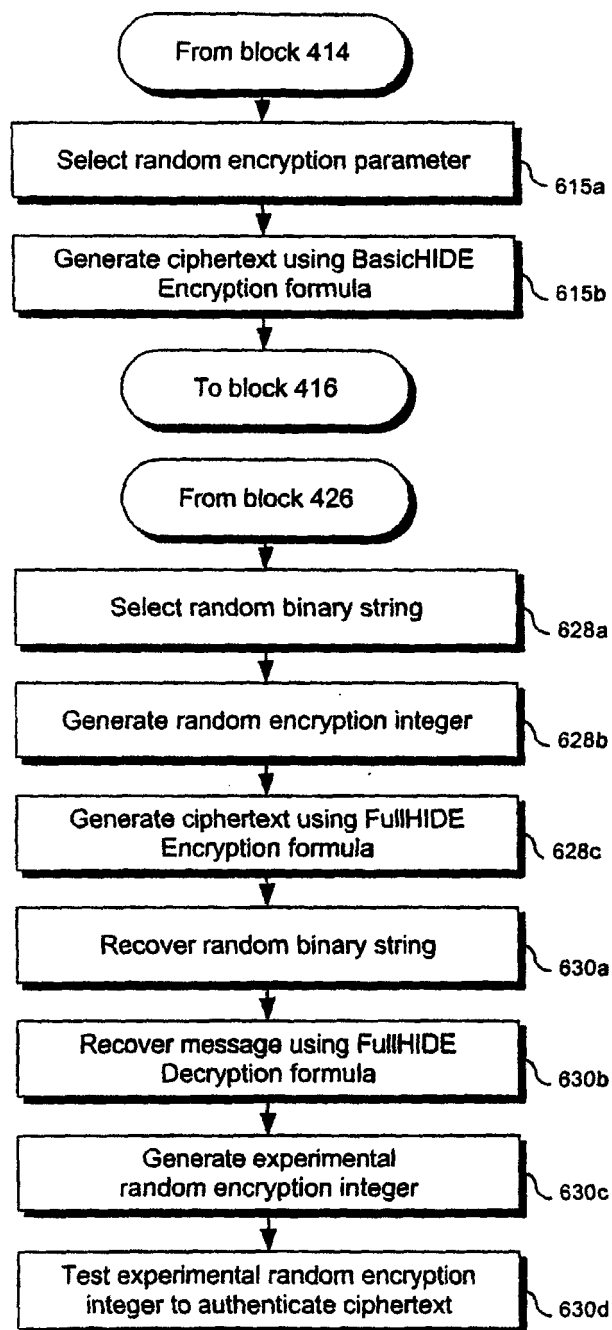 From block 414
Select random encryption parameter
615a
Generate ciphertext using BasicHIDE
Encryption formula
615b
To block 416
From block 426
Select random binary string
628a
Generate random encryption integer
628b
Generate ciphertext using FullHIDE
Encryption formula
628c
Recover random binary string
630a
Recover message using FullHIDE
Decryption formula
630b
Generate experimental
random encryption integer
630c
Test experimental random encryption
integer to authenticate ciphertext
630d